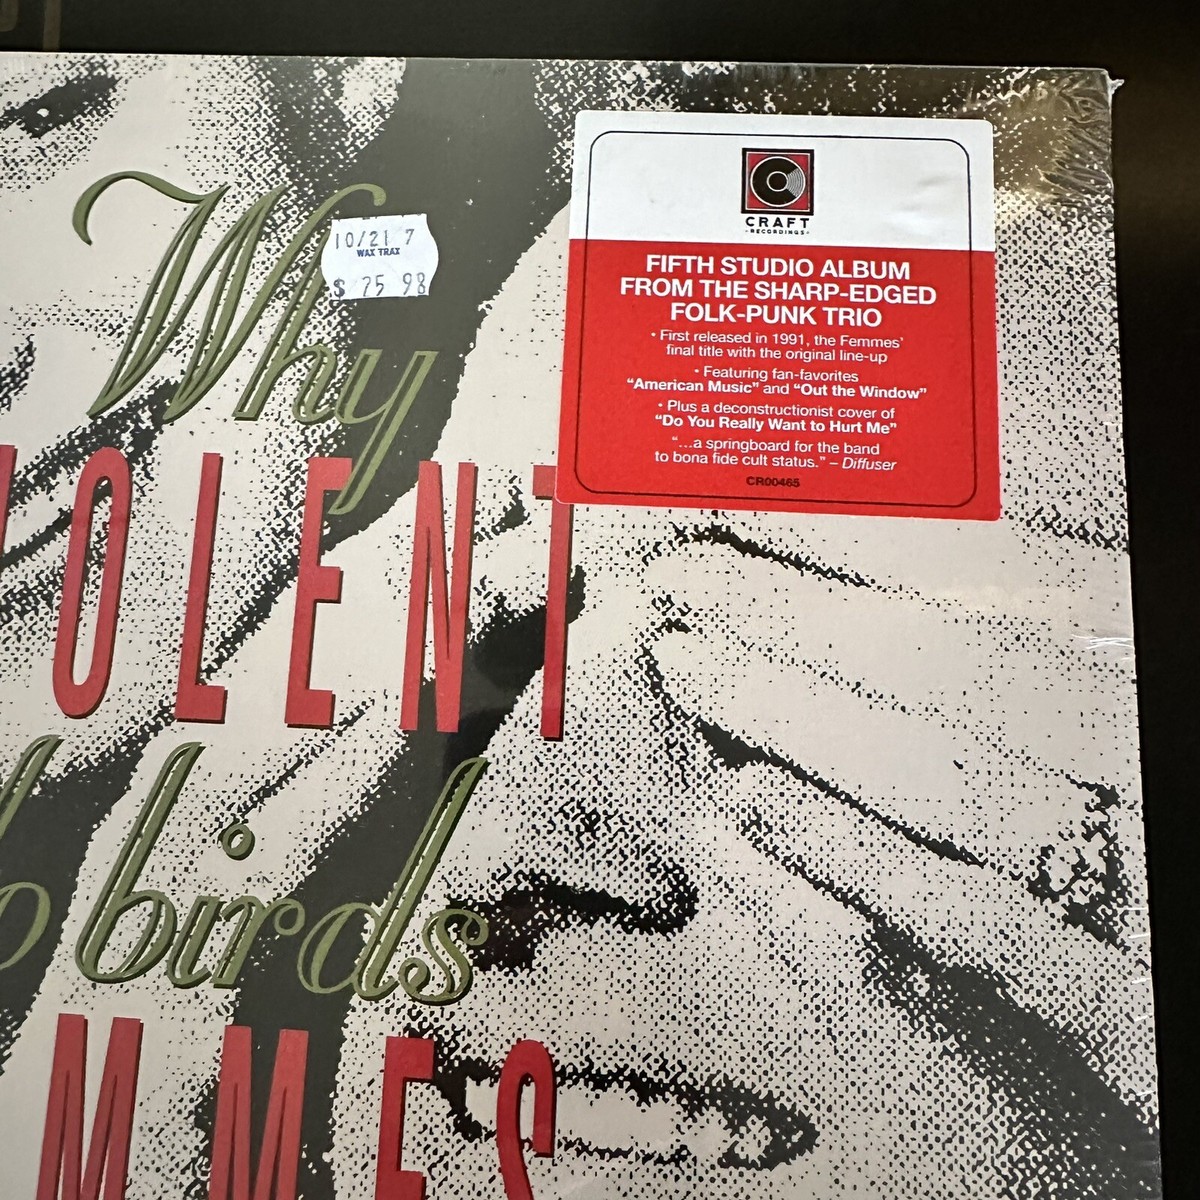 Why
10/21 7
WAX TRAX
$ 25 98
CRAFT
-RECORDINGS-
FIFTH STUDIO ALBUM
FROM THE SHARP-EDGED
FOLK-PUNK TRIO
• First released in 1991, the Femmes'
final title with the original line-up
• Featuring fan-favorites
"American Music" and "Out the Window"
• Plus a deconstructionist cover of
"Do You Really Want to Hurt Me"
"...a springboard for the band
to bona fide cult status." – Diffuser
CR00465
IOLENT
o birds
MMES